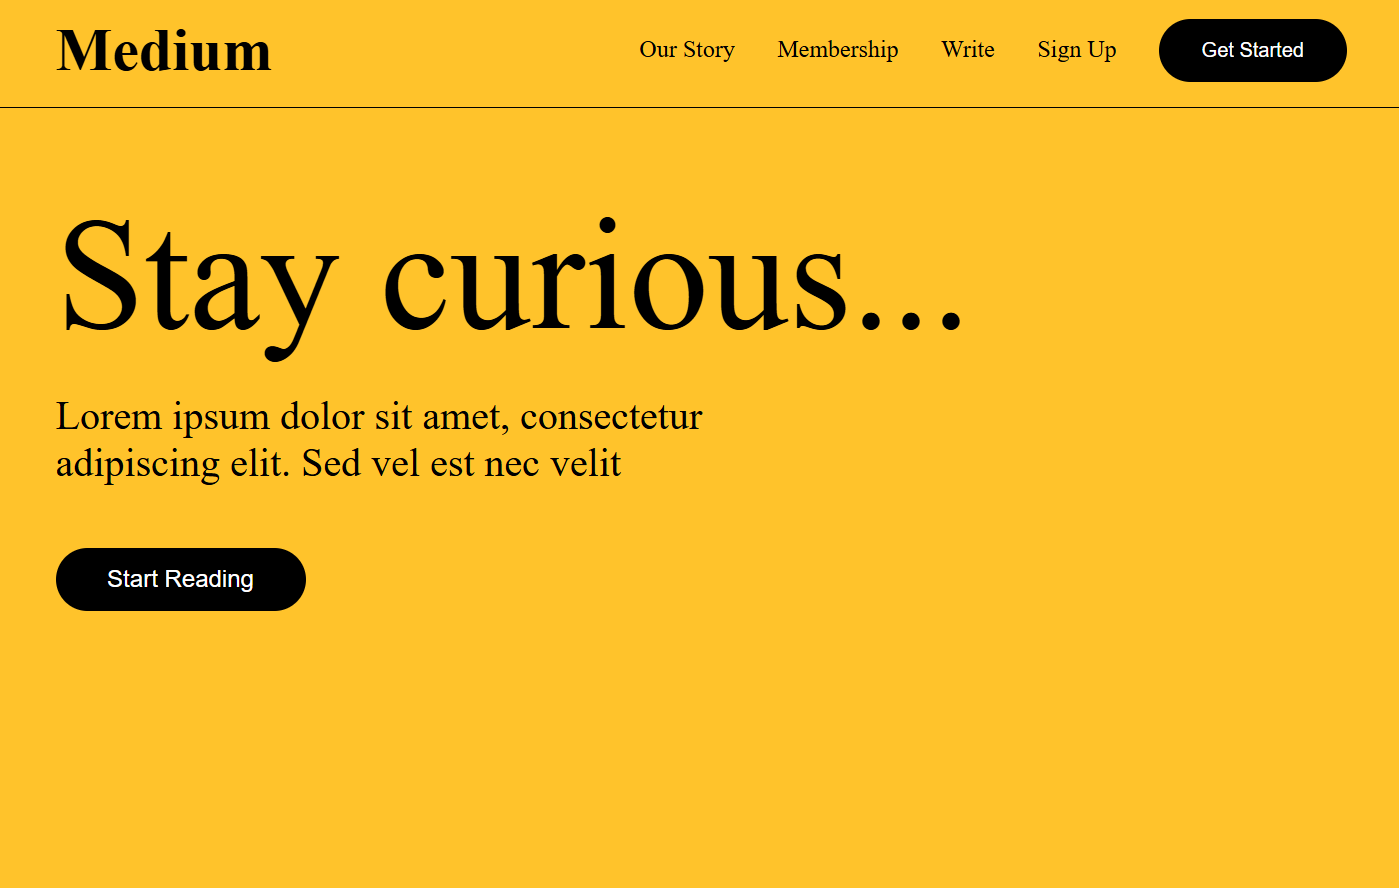 Medium
Our Story Membership Write Sign Up Get Started
Stay curious...
Lorem ipsum dolor sit amet, consectetur
adipiscing elit. Sed vel est nec velit
Start Reading